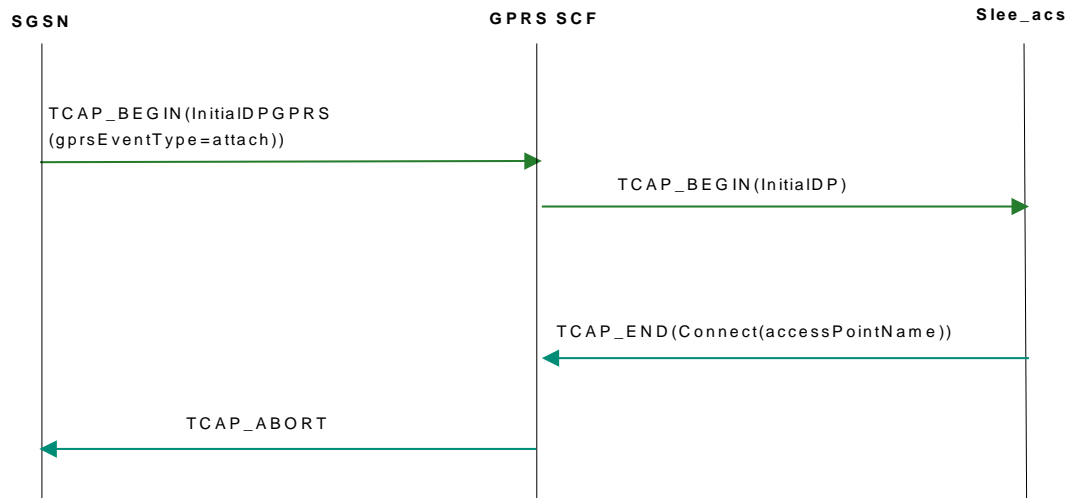 SGSN
GPRS SCF
Slee_acs
TCAP_BEGIN(InitialDPGPRS
(gprsEventType=attach))
TCAP_BEGIN(InitialDP)
TCAP_END(Connect(accessPointName))
TCAP_ABORT